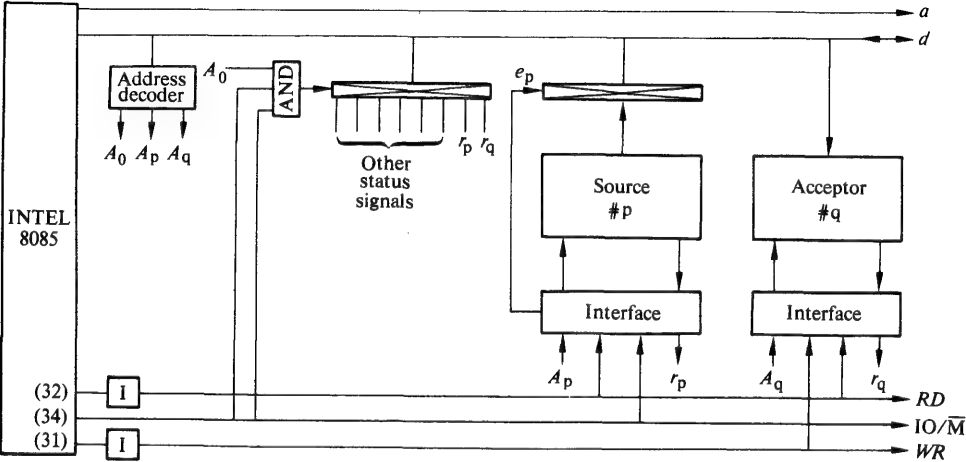 a
d
A0
AND
ep
Address
decoder
A0 Ap Aq
rp rq
Other
status
signals
Source
#p
Acceptor
#q
INTEL
8085
Interface
Interface
Ap
rp
Aq
rq
(32)
I
RD
(34)
IO/M̅
(31)
I
WR